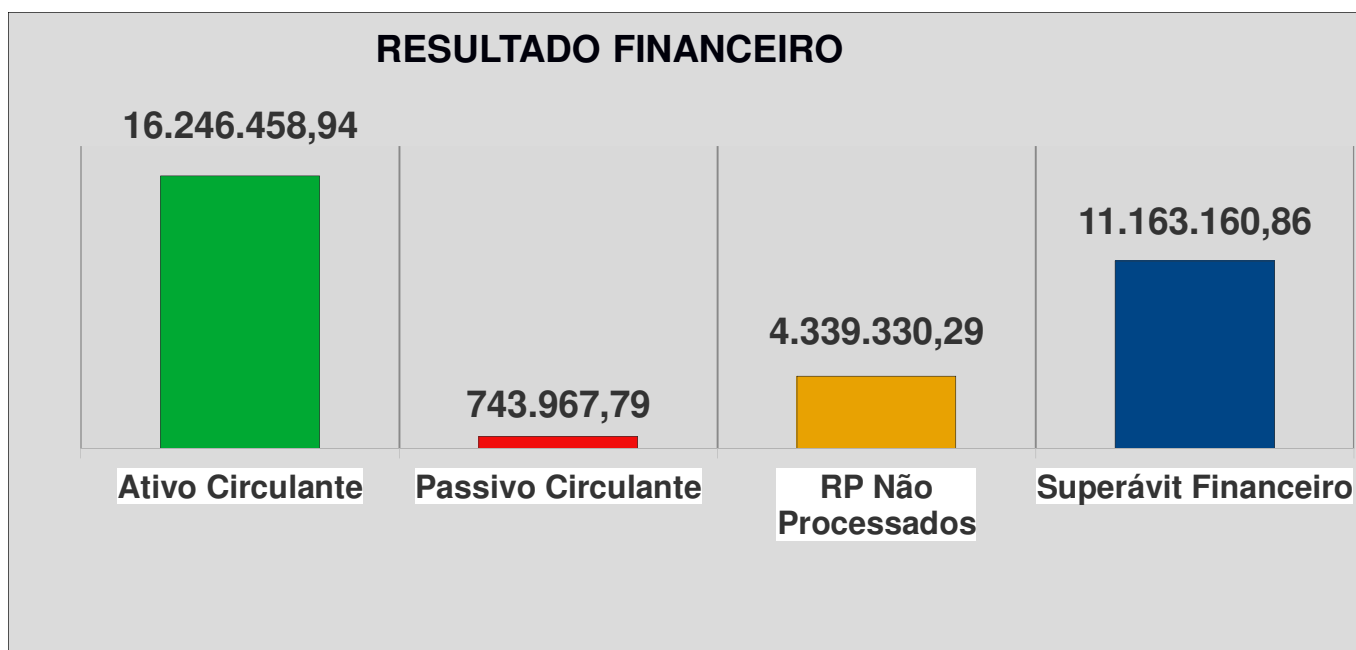 RESULTADO FINANCEIRO
16.246.458,94
11.163.160,86
4.339.330,29
743.967,79
Ativo Circulante
Passivo Circulante
RP Não
Processados
Superávit Financeiro